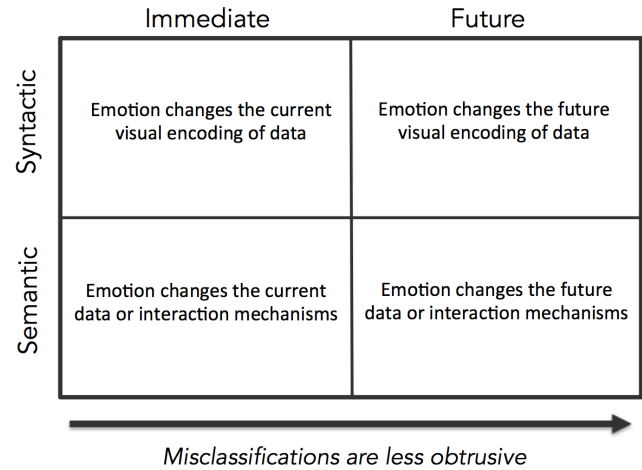 Immediate
Future
Syntactic
Emotion changes the current
visual encoding of data
Emotion changes the future
visual encoding of data
Semantic
Emotion changes the current
data or interaction mechanisms
Emotion changes the future
data or interaction mechanisms
Misclassifications are less obtrusive